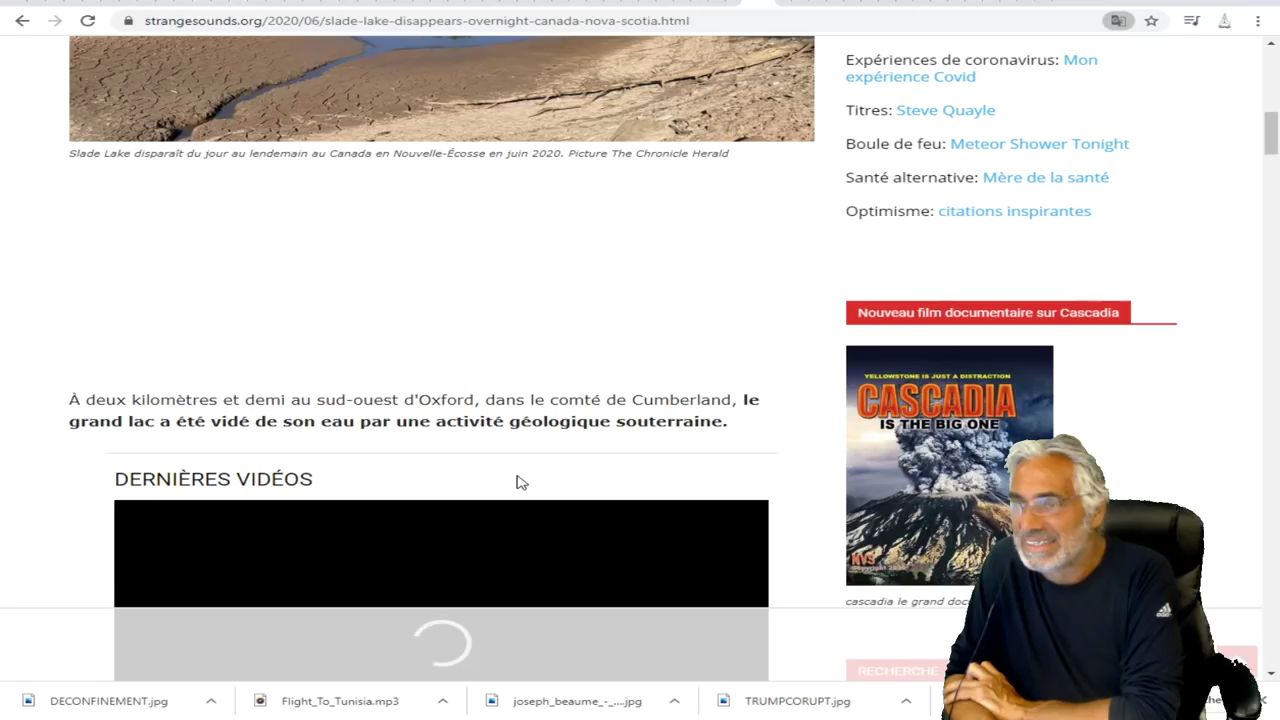 strangesounds.org/2020/06/slade-lake-disappears-overnight-canada-nova-scotia.html
Slade Lake disparaît du jour au lendemain au Canada en Nouvelle-Écosse en juin 2020. Picture The Chronicle Herald
À deux kilomètres et demi au sud-ouest d'Oxford, dans le comté de Cumberland, le
grand lac a été vidé de son eau par une activité géologique souterraine.
DERNIÈRES VIDÉOS
Expériences de coronavirus: Mon
expérience Covid
Titres: Steve Quayle
Boule de feu: Meteor Shower Tonight
Santé alternative: Mère de la santé
Optimisme: citations inspirantes
Nouveau film documentaire sur Cascadia
YELLOWSTONE IS JUST A DISTRACTION
CASCADIA
IS THE BIG ONE
KVS
cascadia le grand doc
RECHERCHE
DECONFINEMENT.jpg
Flight_To_Tunisia.mp3
joseph_beaume_-_....jpg
TRUMPCORUPT.jpg